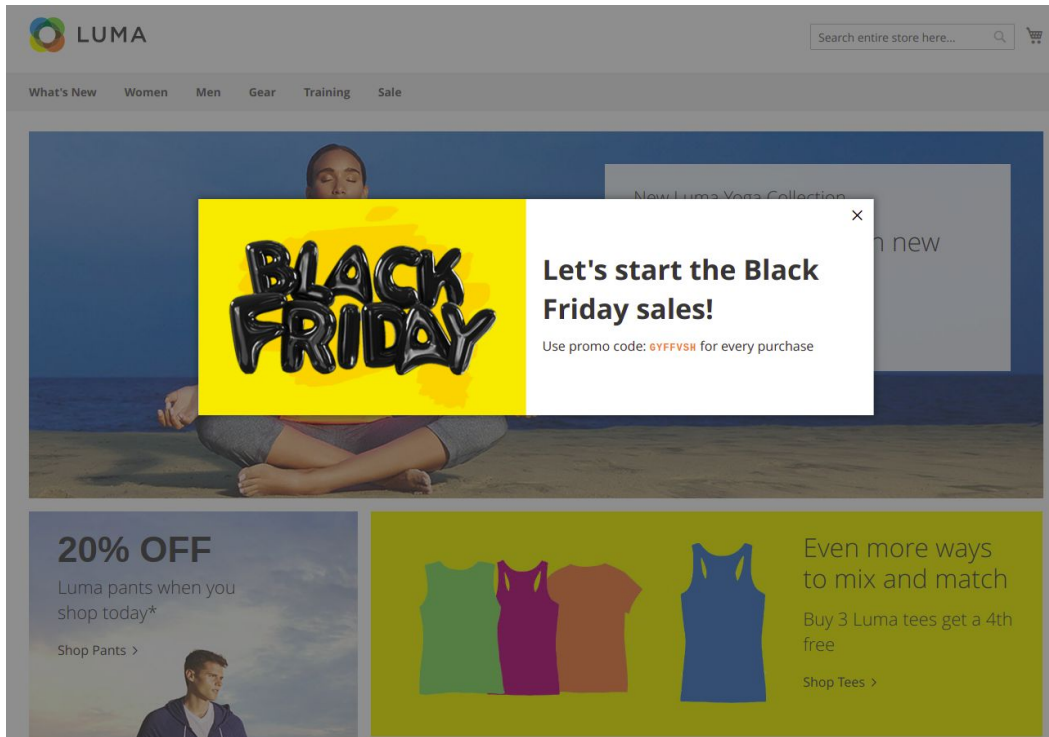 LUMA
Search entire store here...
What's New Women Men Gear Training Sale
New Luma Yoga Collection
new
BLACK
FRIDAY
Let's start the Black
Friday sales!
Use promo code: GYFFVSH for every purchase
20% OFF
Luma pants when you
shop today*
Shop Pants >
Even more ways
to mix and match
Buy 3 Luma tees get a 4th
free
Shop Tees >